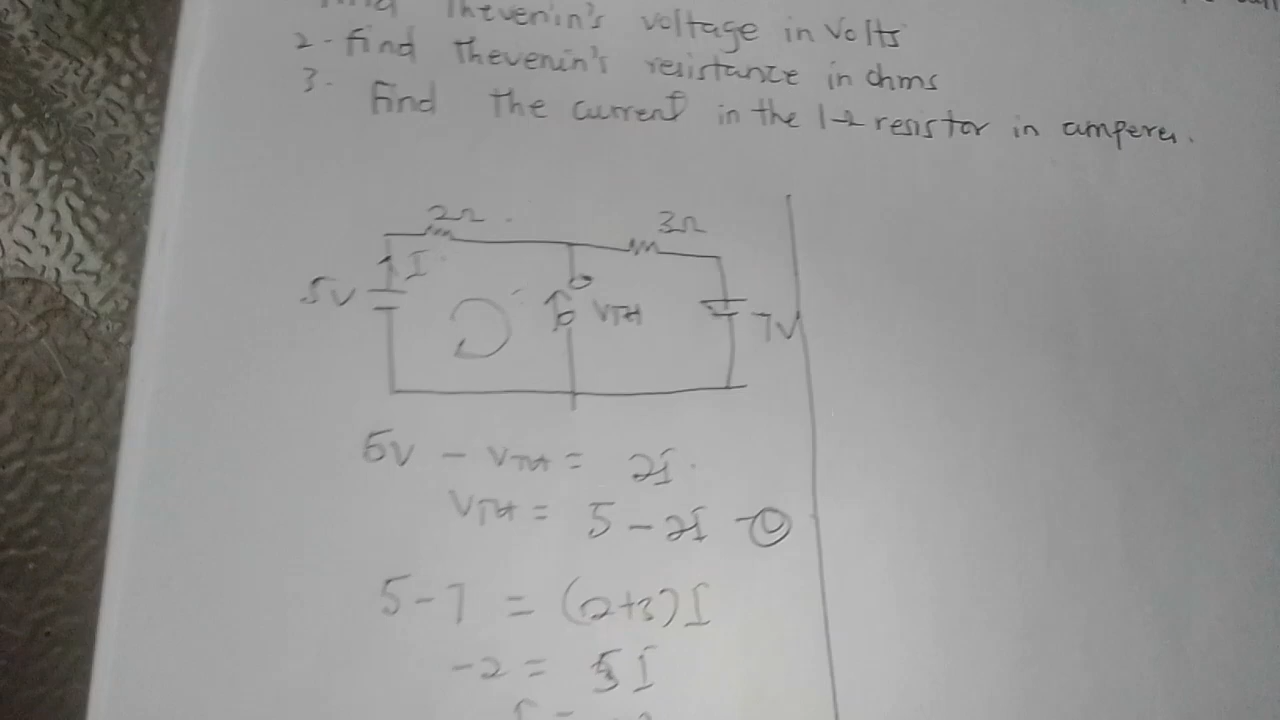 Thevenin's voltage in Volts
2- find Thevenin's resistance in ohms
3. Find the current in the 1-2 resistor in amperes.
2Ω
3Ω
I
5V
VTH
7V
5V - VTH = 2I
VTH = 5 - 2I
5-7 = (2+3)I
-2 = 5I